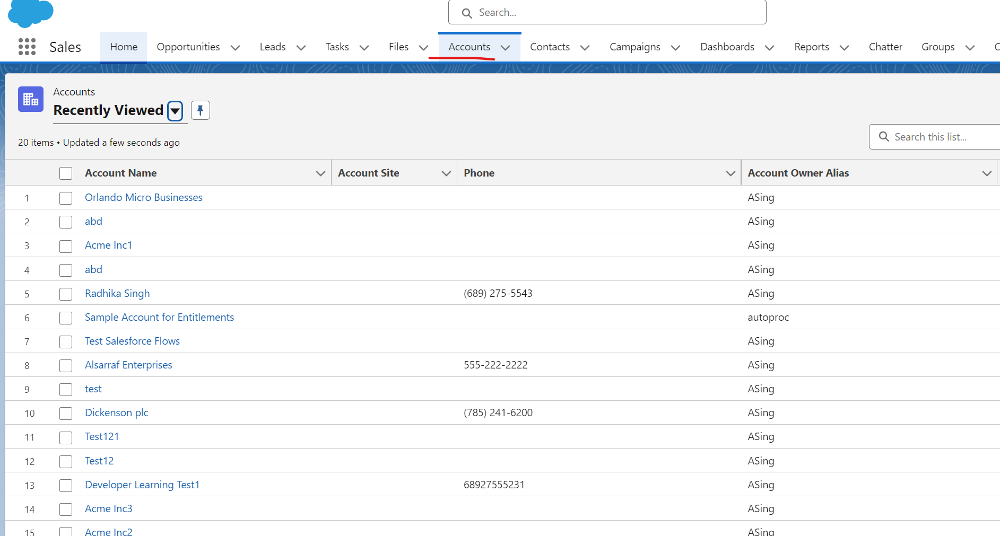 Search...
Sales Home Opportunities Leads Tasks Files Accounts Contacts Campaigns Dashboards Reports Chatter Groups
Accounts
Recently Viewed
20 items • Updated a few seconds ago
Search this list...
Account Name Account Site Phone Account Owner Alias
1 Orlando Micro Businesses ASing
2 abd ASing
3 Acme Inc1 ASing
4 abd ASing
5 Radhika Singh (689) 275-5543 ASing
6 Sample Account for Entitlements autoproc
7 Test Salesforce Flows ASing
8 Alsarraf Enterprises 555-222-2222 ASing
9 test ASing
10 Dickenson plc (785) 241-6200 ASing
11 Test121 ASing
12 Test12 ASing
13 Developer Learning Test1 68927555231 ASing
14 Acme Inc3 ASing
15 Acme Inc2 ASing